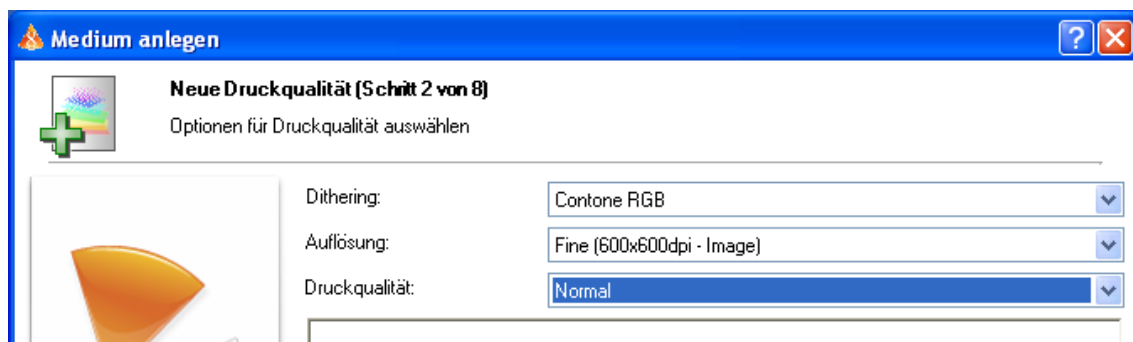 Medium anlegen
Neue Druckqualität (Schritt 2 von 8)
Optionen für Druckqualität auswählen
Dithering: Contone RGB
Auflösung: Fine (600x600dpi - Image)
Druckqualität: Normal